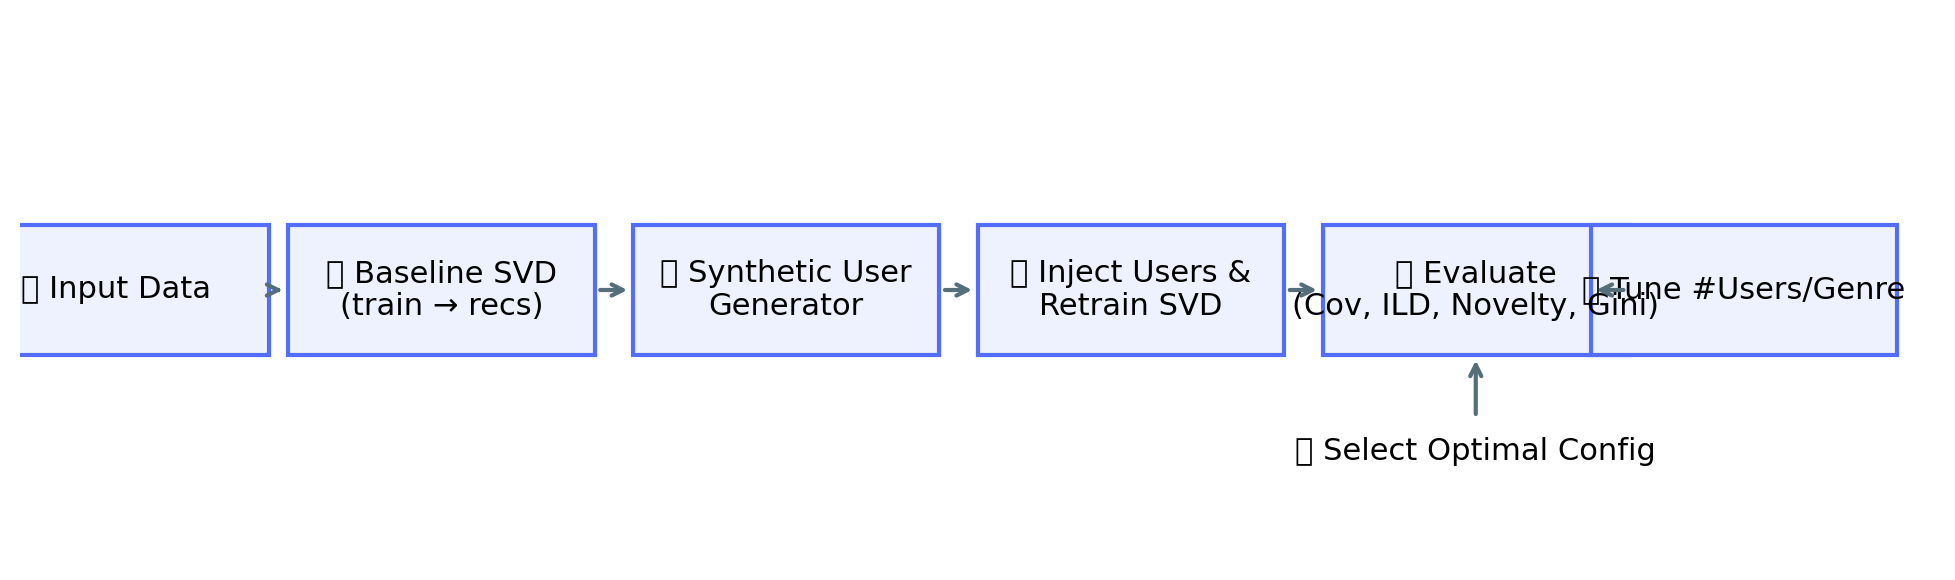 ▯ Input Data
▯ Baseline SVD
(train → recs)
▯ Synthetic User
Generator
▯ Inject Users &
Retrain SVD
▯ Evaluate
(Cov, ILD, Novelty, Gini)
▯ Tune #Users/Genre
▯ Select Optimal Config